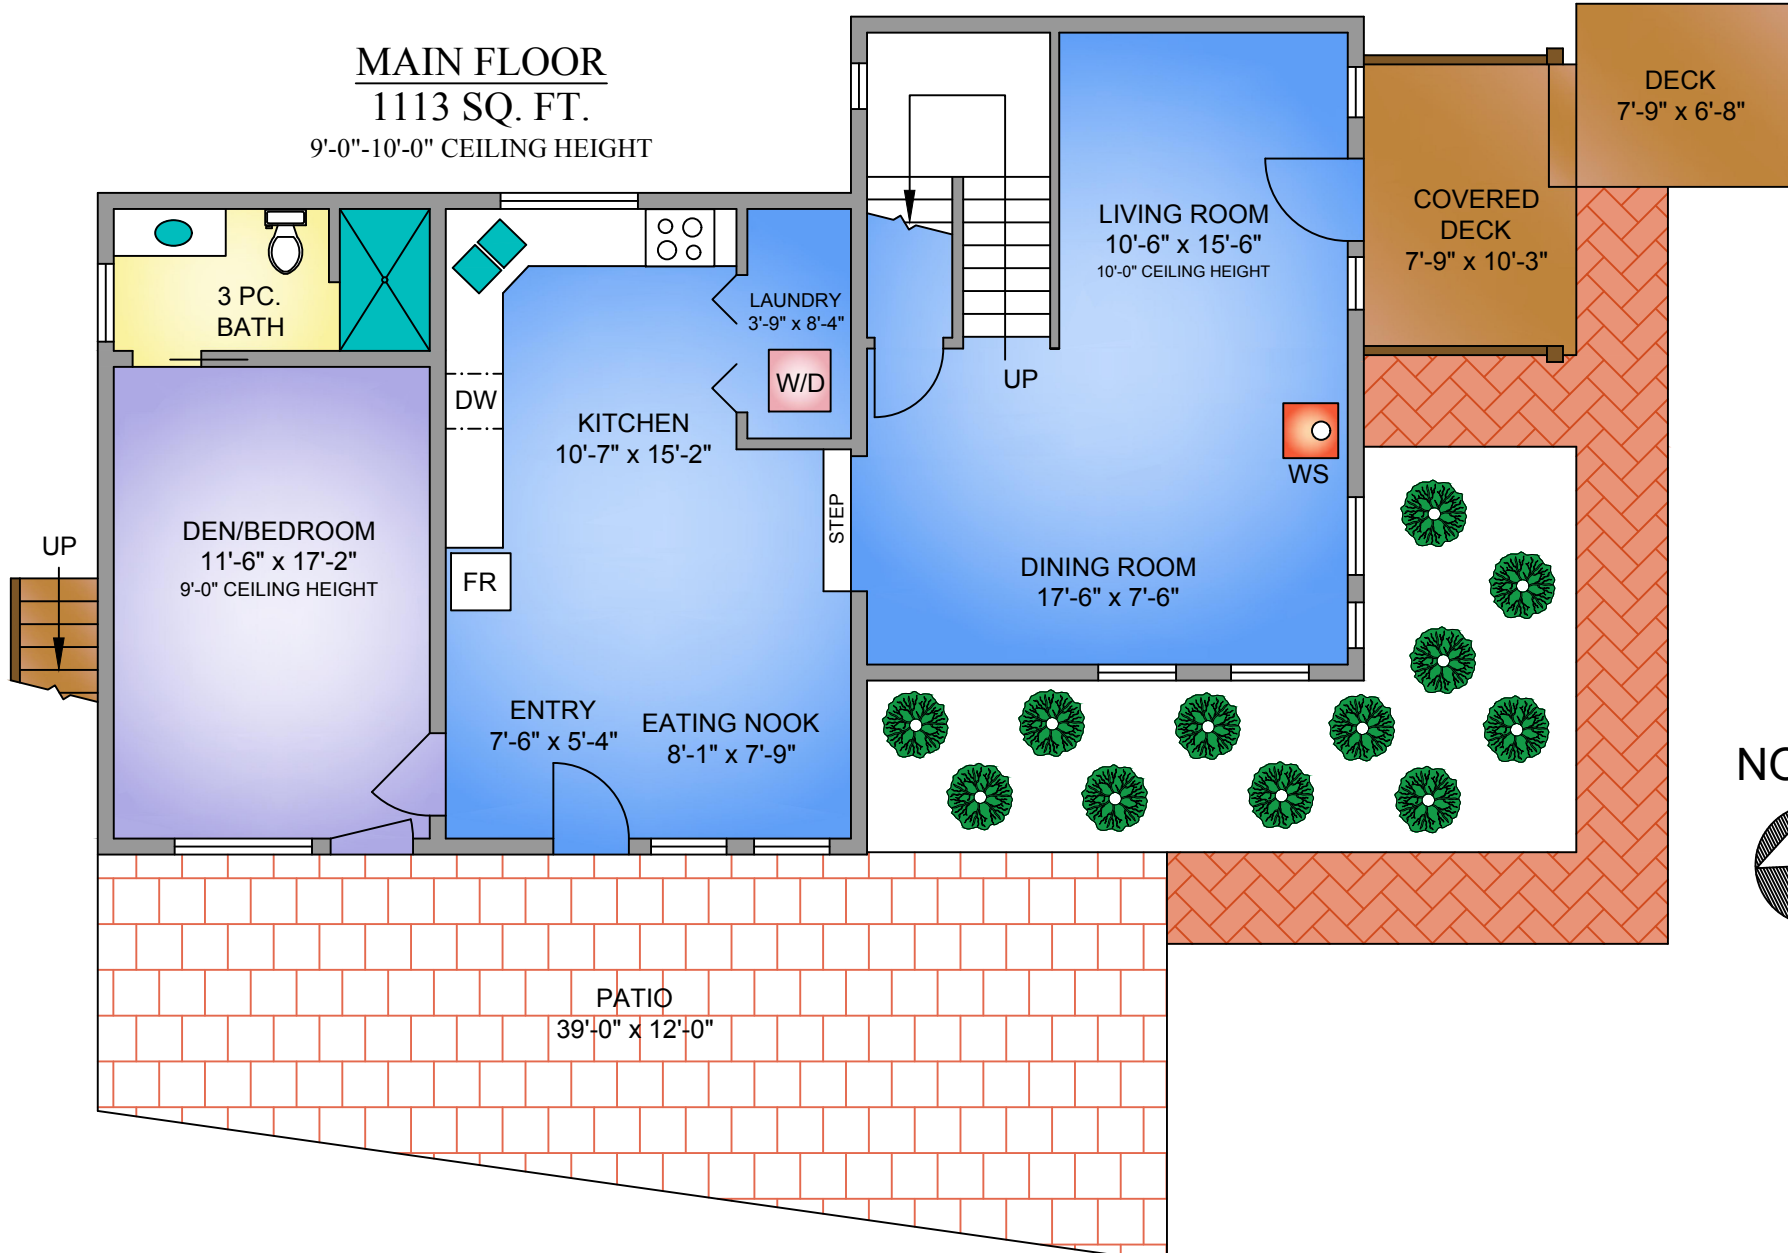 MAIN FLOOR
1113 SQ. FT.
9'-0"-10'-0" CEILING HEIGHT
DECK
7'-9" x 6'-8"
COVERED
DECK
7'-9" x 10'-3"
LIVING ROOM
10'-6" x 15'-6"
10'-0" CEILING HEIGHT
3 PC.
BATH
LAUNDRY
3'-9" x 8'-4"
W/D
UP
DW
KITCHEN
10'-7" x 15'-2"
WS
STEP
DEN/BEDROOM
11'-6" x 17'-2"
9'-0" CEILING HEIGHT
UP
FR
DINING ROOM
17'-6" x 7'-6"
ENTRY
7'-6" x 5'-4"
EATING NOOK
8'-1" x 7'-9"
PATIO
39'-0" x 12'-0"